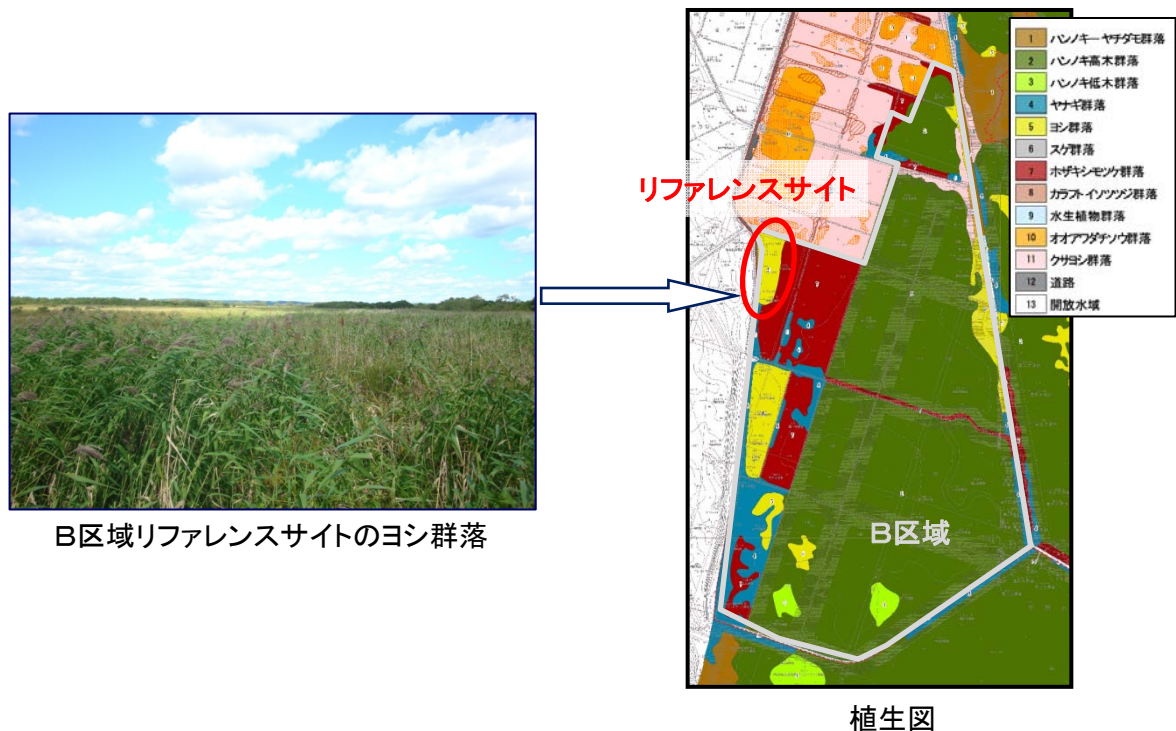 B区域リファレンスサイトのヨシ群落
リファレンスサイト
B区域
1 ハンノキーヤチダモ群落
2 ハンノキ高木群落
3 ハンノキ低木群落
4 ヤナギ群落
5 ヨシ群落
6 スゲ群落
7 ホザキシモツケ群落
8 カラフトイソツツジ群落
9 水生植物群落
10 オオアワダチソウ群落
11 クサヨシ群落
12 道路
13 開放水域
植生図